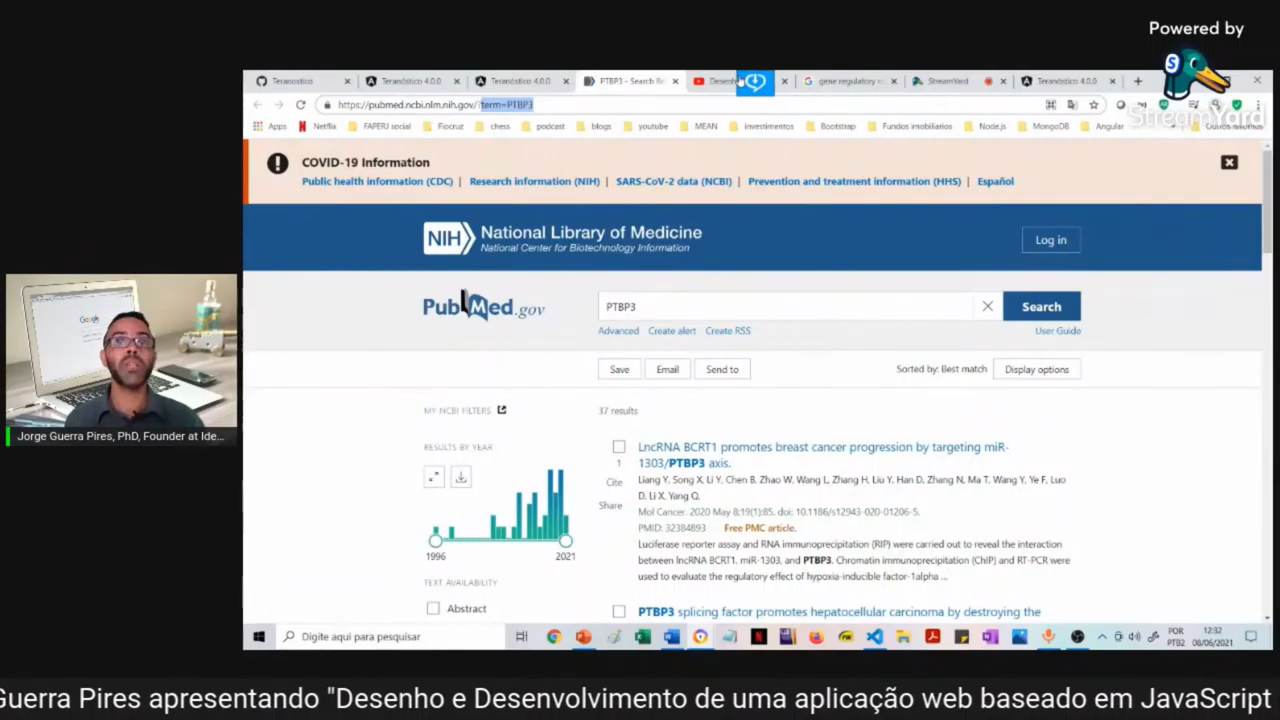 Powered by
StreamYard
Teranostico
Teranóstico 4.0.0
Teranóstico 4.0.0
PTBP3 - Search Re
Desenh
gene regulatory n
StreamYard
Teranóstico 4.0.0
https://pubmed.ncbi.nlm.nih.gov/?term=PTBP3
Apps
Netflix
FAPERJ social
Fiocruz
chess
podcast
blogs
youtube
MEAN
investimentos
Bootstrap
Fundos imobiliarios
Node.js
MongoDB
Angular
COVID-19 Information
Public health information (CDC) | Research information (NIH) | SARS-CoV-2 data (NCBI) | Prevention and treatment information (HHS) | Español
NIH
National Library of Medicine
National Center for Biotechnology Information
Log in
PubMed.gov
PTBP3
Search
Advanced
Create alert
Create RSS
User Guide
Save
Email
Send to
Sorted by: Best match
Display options
MY NCBI FILTERS
37 results
RESULTS BY YEAR
1996
2021
TEXT AVAILABILITY
Abstract
1
Cite
Share
LncRNA BCRT1 promotes breast cancer progression by targeting miR-
1303/PTBP3 axis.
Liang Y, Song X, Li Y, Chen B, Zhao W, Wang L, Zhang H, Liu Y, Han D, Zhang N, Ma T, Wang Y, Ye F, Luo
D, Li X, Yang Q.
Mol Cancer. 2020 May 8;19(1):85. doi: 10.1186/s12943-020-01206-5.
PMID: 32384893 Free PMC article.
Luciferase reporter assay and RNA immunoprecipitation (RIP) were carried out to reveal the interaction
between lncRNA BCRT1, miR-1303, and PTBP3. Chromatin immunoprecipitation (ChIP) and RT-PCR were
used to evaluate the regulatory effect of hypoxia-inducible factor-1alpha ...
PTBP3 splicing factor promotes hepatocellular carcinoma by destroying the
Google
Jorge Guerra Pires, PhD, Founder at Ide...
Digite aqui para pesquisar
POR
PTB2
12:32
08/06/2021
Guerra Pires apresentando "Desenho e Desenvolvimento de uma aplicação web baseado em JavaScript